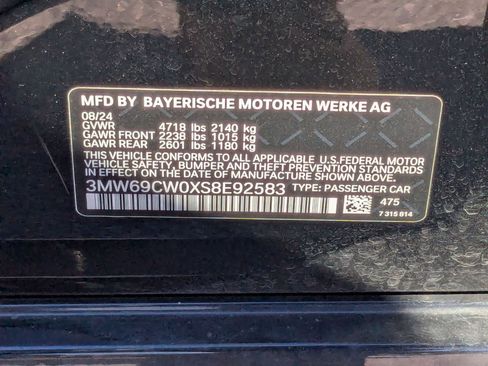 MFD BY BAYERISCHE MOTOREN WERKE AG
08/24
GVWR 4718 lbs 2140 kg
GAWR FRONT 2238 lbs 1015 kg
GAWR REAR 2601 lbs 1180 kg
THIS VEHICLE CONFORMS TO ALL APPLICABLE U.S.FEDERAL MOTOR
VEHICLE SAFETY, BUMPER AND THEFT PREVENTION STANDARDS
IN EFFECT ON THE DATE OF MANUFACTURE SHOWN ABOVE.
3MW69CW0XS8E92583 TYPE: PASSENGER CAR
475
7 315 814